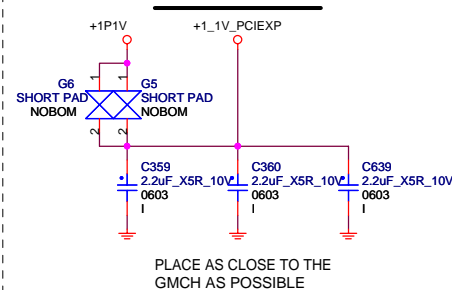 +1P1V
+1_1V_PCIEXP
1
1
G6
G5
SHORT PAD
SHORT PAD
NOBOM
NOBOM
2
2
C359
C360
C639
2.2uF_X5R_10V
2.2uF_X5R_10V
2.2uF_X5R_10V
0603
0603
0603
I
I
I
PLACE AS CLOSE TO THE
GMCH AS POSSIBLE